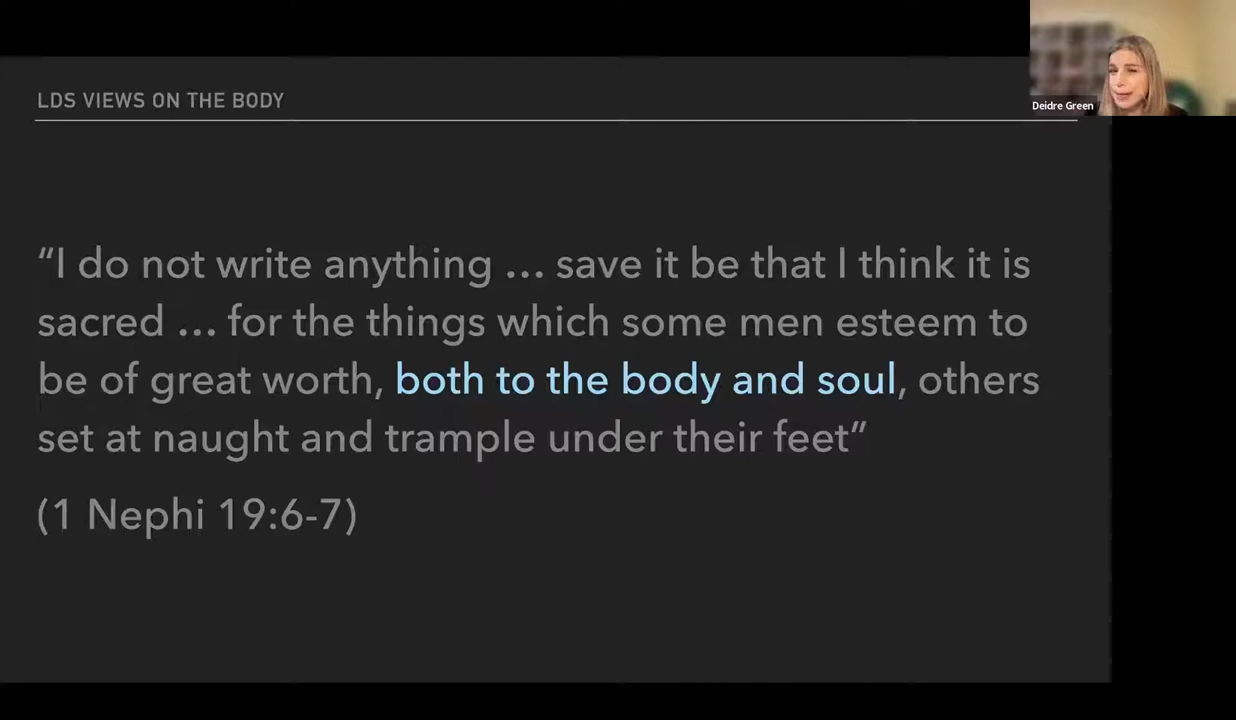 LDS VIEWS ON THE BODY
Deidre Green
“I do not write anything … save it be that I think it is
sacred … for the things which some men esteem to
be of great worth, both to the body and soul, others
set at naught and trample under their feet”
(1 Nephi 19:6-7)